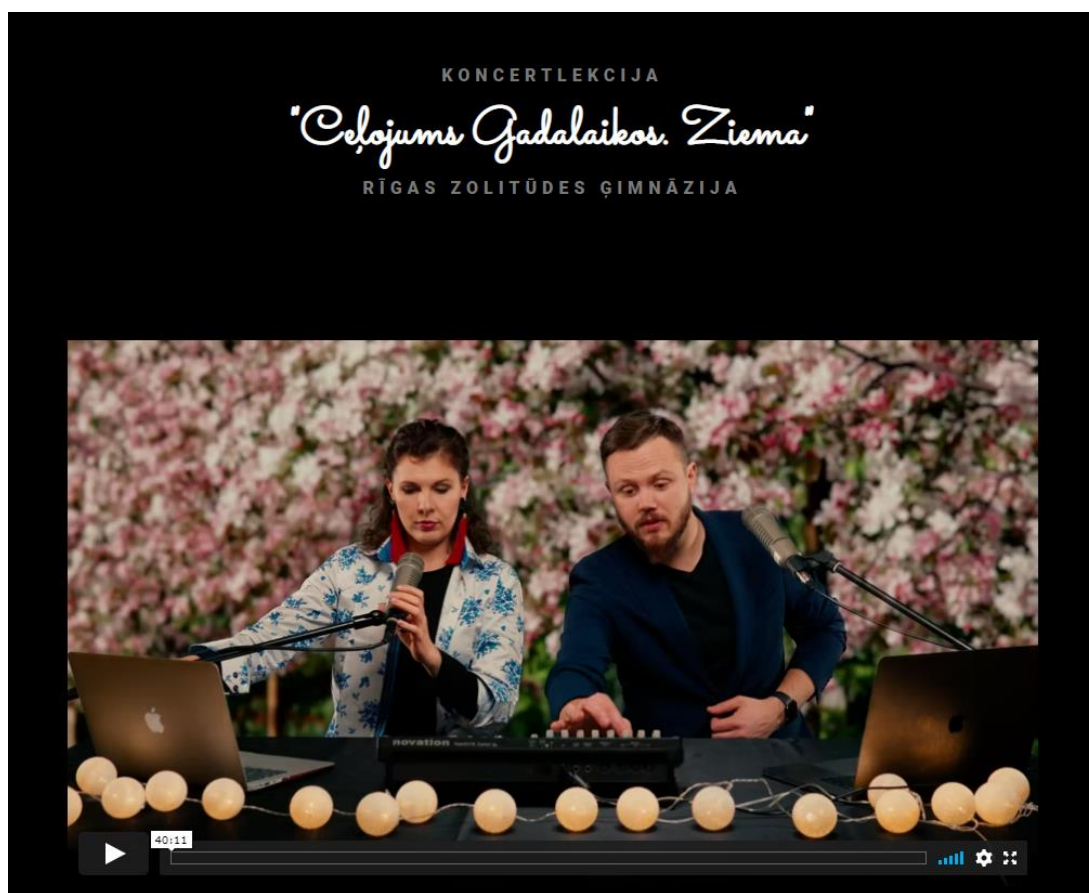 KONCERTLEKCIJA
"Ceļojums Gadalaikos. Ziema"
RĪGAS ZOLITŪDES ĢIMNĀZIJA
novation
40:11